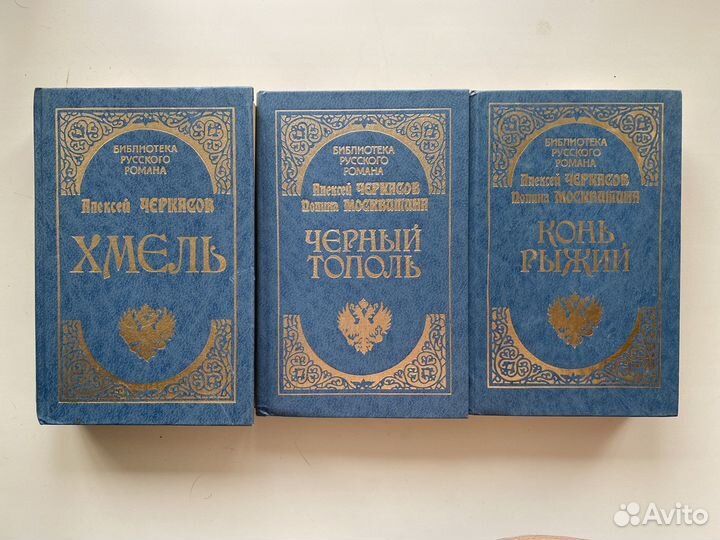 БИБЛИОТЕКА
РУССКОГО
РОМАНА
Алексей ЧЕРКАСОВ
ХМЕЛЬ
БИБЛИОТЕКА
РУССКОГО
РОМАНА
Алексей ЧЕРКАСОВ
Полина МОСКВИТИНА
ЧЕРНЫЙ
ТОПОЛЬ
БИБЛИОТЕКА
РУССКОГО
РОМАНА
Алексей ЧЕРКАСОВ
Полина МОСКВИТИНА
КОНЬ
РЫЖИЙ
Avito